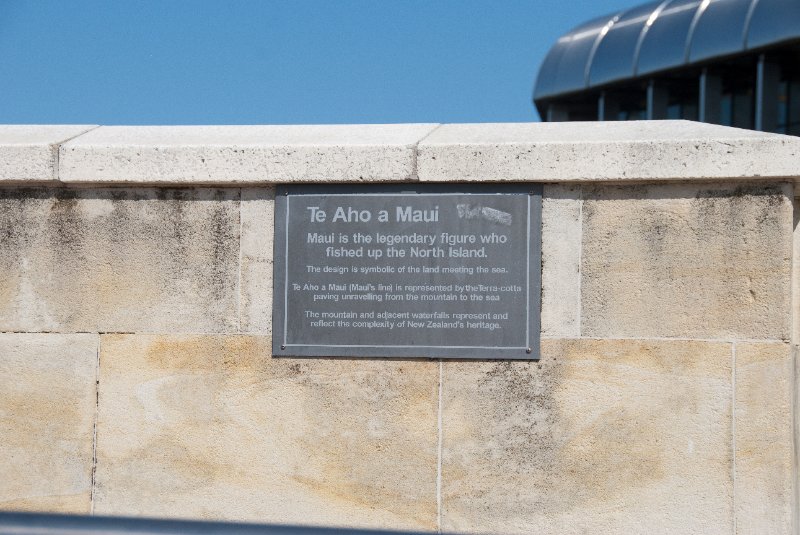 Te Aho a Maui
Maui is the legendary figure who
fished up the North Island.
The design is symbolic of the land meeting the sea.
Te Aho a Maui (Maui's line) is represented by the Terra-cotta
paving unravelling from the mountain to the sea
The mountain and adjacent waterfalls represent and
reflect the complexity of New Zealand's heritage.